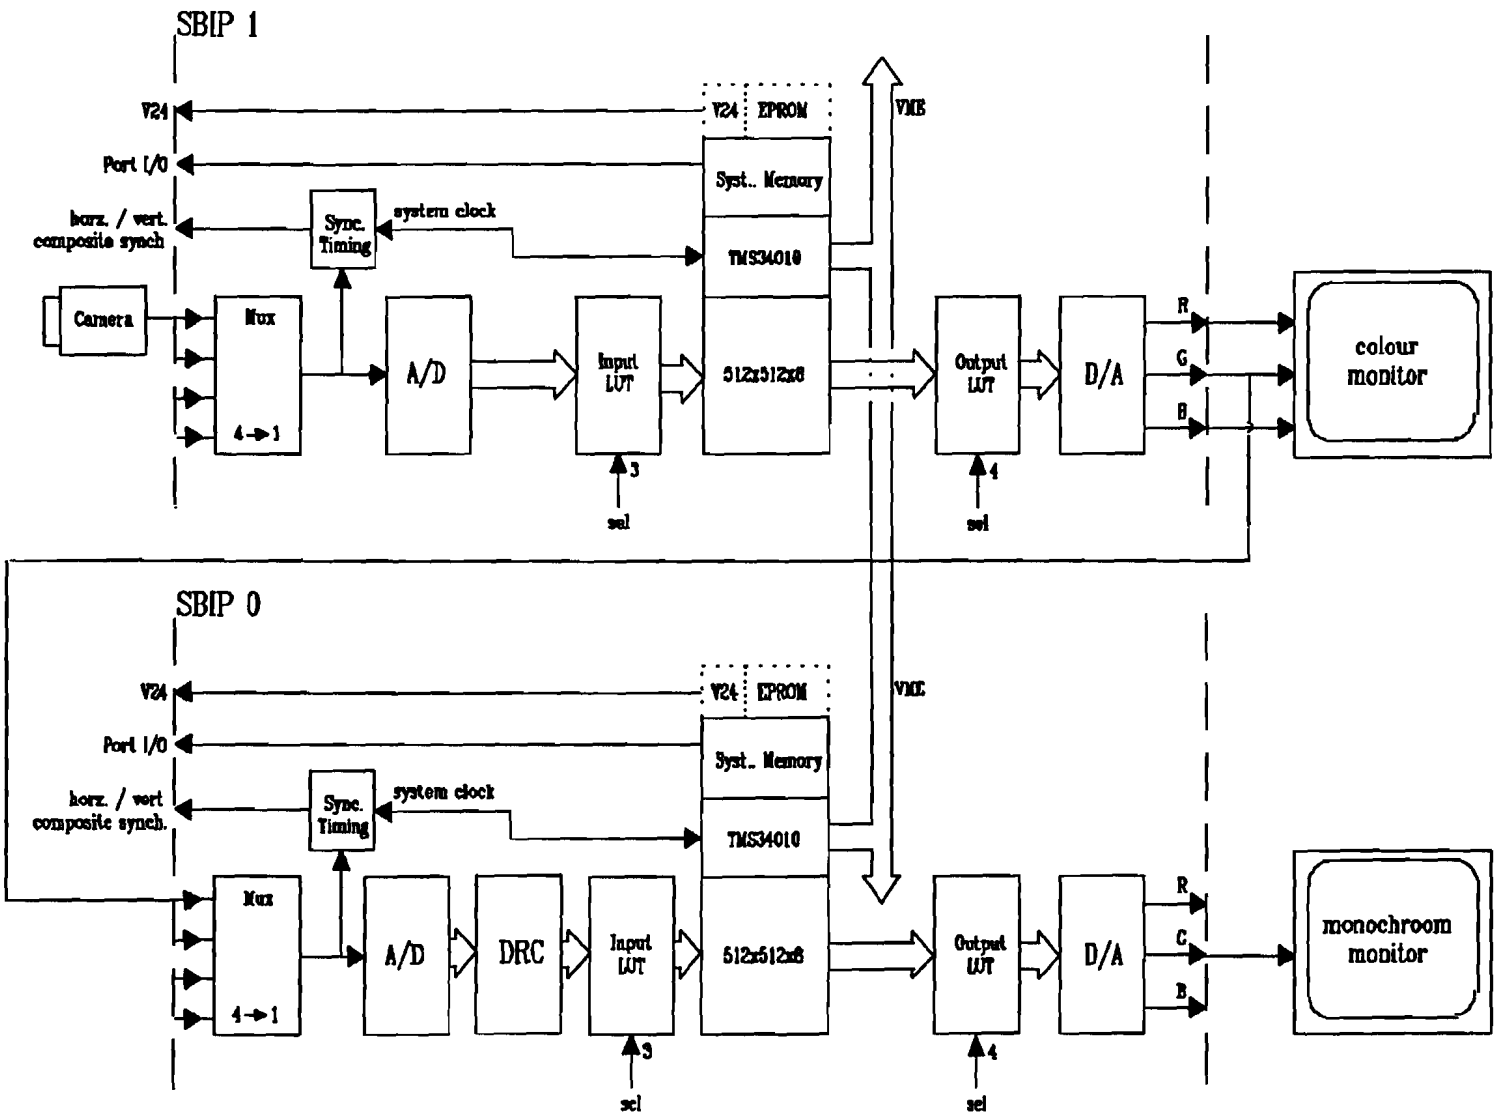 SBIP 1
V24
V24 EPROM
VME
Port I/O
Syst.. Memory
horz. / vert.
composite synch
Sync.
Timing
system clock
TMS34010
Camera
Mux
4→1
A/D
Input
LUT
3
sel
512x512x8
Output
LUT
4
sel
D/A
R
G
B
colour
monitor
SBIP 0
V24
V24 EPROM
VME
Port I/O
Syst.. Memory
horz. / vert
composite synch.
Sync.
Timing
system clock
TMS34010
Mux
4→1
A/D
DRC
Input
LUT
3
sel
512x512x8
Output
LUT
4
sel
D/A
R
G
B
monochroom
monitor